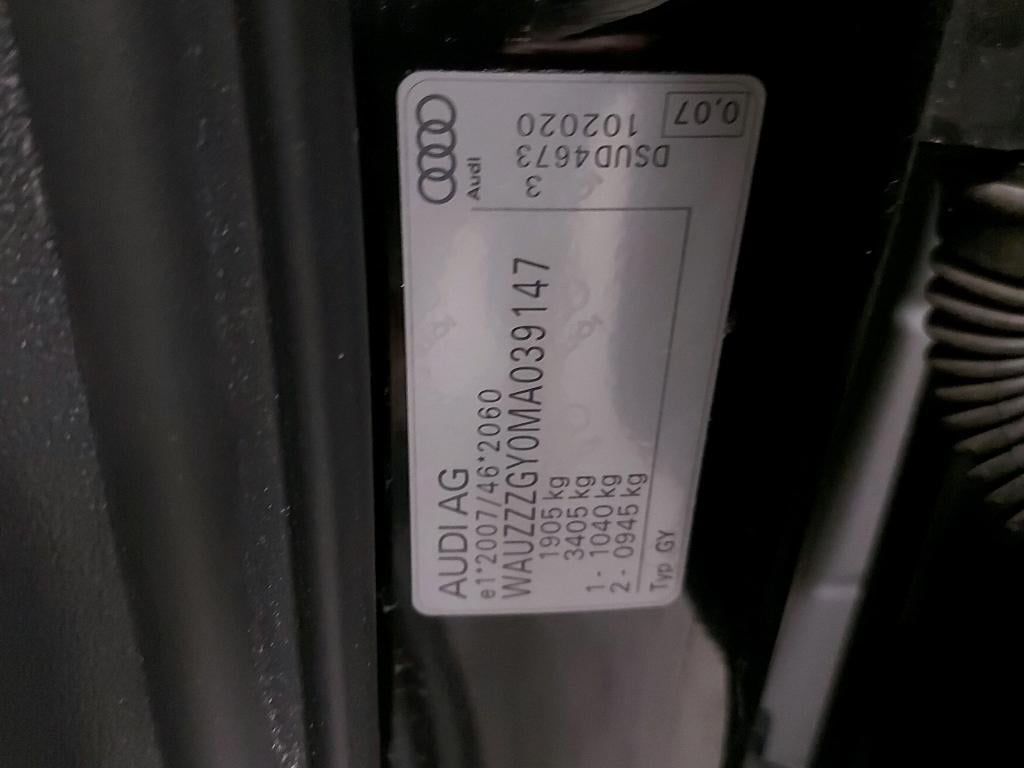 AUDI AG
e1*2007/46*2060
WAUZZZGY0MA039147
1905 kg
3405 kg
1 - 1040 kg
2 - 0945 kg
Typ GY
Audi
3
DSUD4673
102020
0,07